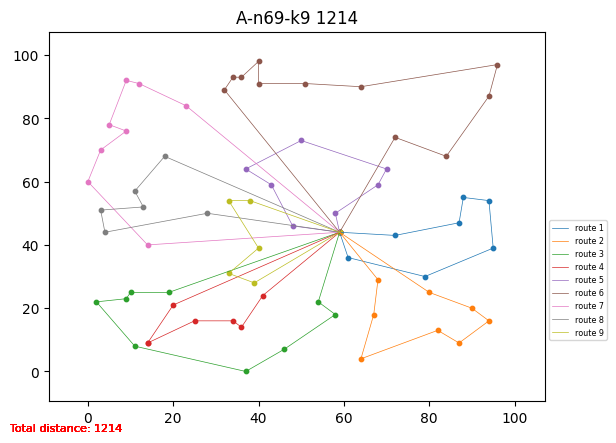 A-n69-k9 1214
100
80
60
40
20
0
0 20 40 60 80 100
route 1
route 2
route 3
route 4
route 5
route 6
route 7
route 8
route 9
Total distance: 1214